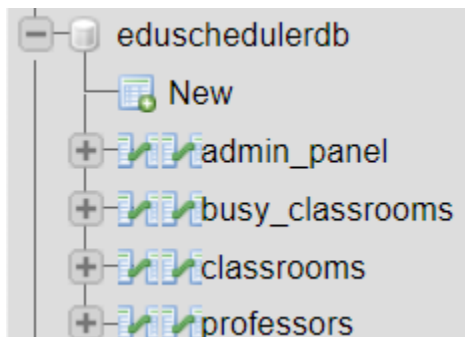 eduschedulerdb
New
admin_panel
busy_classrooms
classrooms
professors